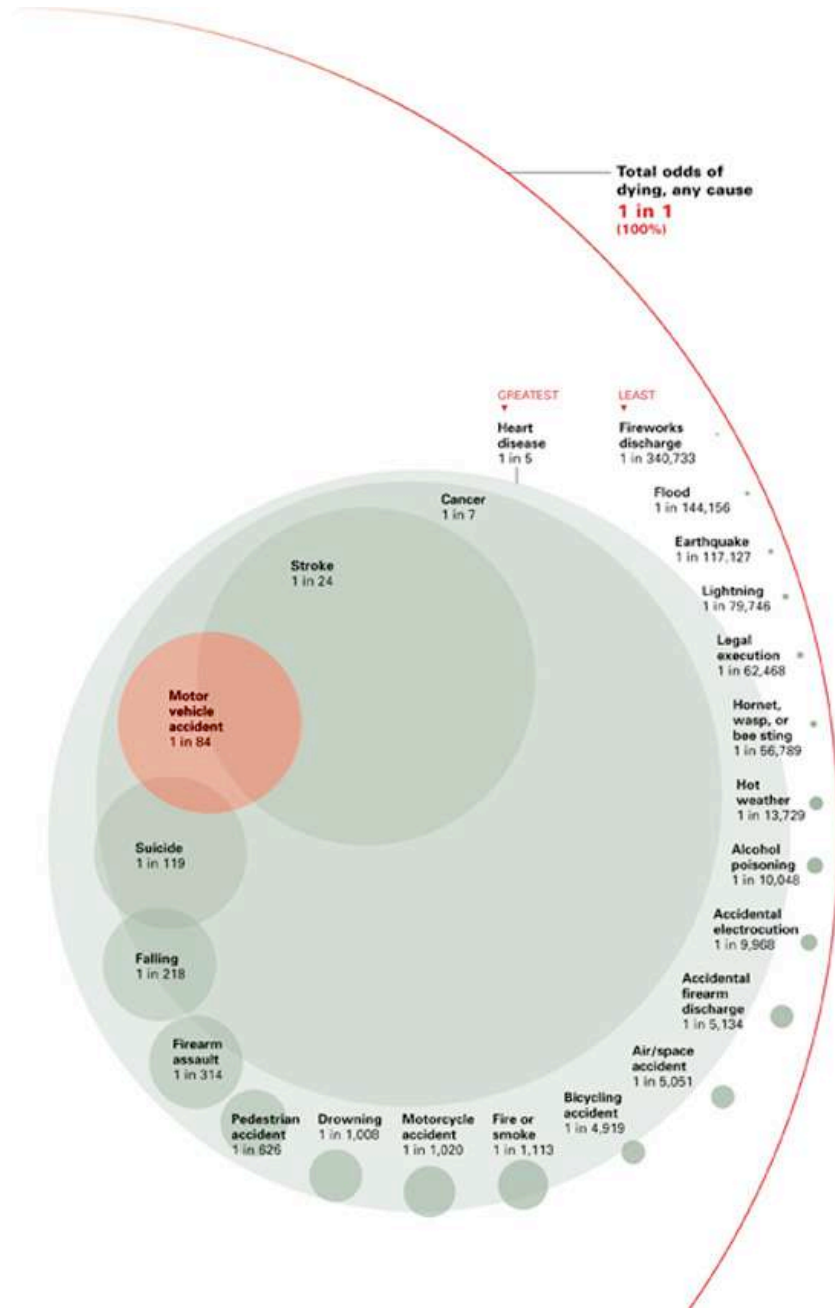 Total odds of
dying, any cause
1 in 1
(100%)
GREATEST
Heart
disease
1 in 5
LEAST
Fireworks
discharge
1 in 340,733
Cancer
1 in 7
Flood
1 in 144,156
Earthquake
1 in 117,127
Stroke
1 in 24
Lightning
1 in 79,746
Legal
execution
1 in 62,468
Motor
vehicle
accident
1 in 84
Hornet,
wasp, or
bee sting
1 in 56,789
Hot
weather
1 in 13,729
Suicide
1 in 119
Alcohol
poisoning
1 in 10,048
Accidental
electrocution
1 in 9,968
Falling
1 in 218
Accidental
firearm
discharge
1 in 5,134
Firearm
assault
1 in 314
Air/space
accident
1 in 5,051
Bicycling
accident
1 in 4,919
Pedestrian
accident
1 in 626
Drowning
1 in 1,008
Motorcycle
accident
1 in 1,020
Fire or
smoke
1 in 1,113